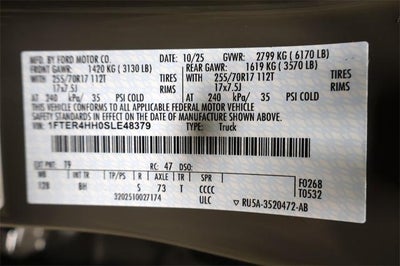 MFD. BY FORD MOTOR CO. 10/25 GVWR: 2799 KG (6170 LB)
FRONT GAWR: 1420 KG (3130 LB) REAR GAWR: 1619 KG (3570 LB)
WITH 255/70R17 112T TIRES WITH 255/70R17 112T TIRES
17x7.5J RIMS 17x7.5J RIMS
AT 240 kPa/ 35 PSI COLD AT 240 kPa/ 35 PSI COLD
THIS VEHICLE CONFORMS TO ALL APPLICABLE FEDERAL MOTOR VEHICLE
SAFETY STANDARDS IN EFFECT ON THE DATE OF MANUFACTURE SHOWN ABOVE.
VIN: 1FTER4HH0SLE48379 TYPE: Truck
EXT PNT: T9 RC: 47 DSO:
WB INT TR TP/PS R AXLE TR SPR F0268
128 BH S 73 T CCCC T0532
3202510027174 ULC ▽ RU5A-3520472-AB